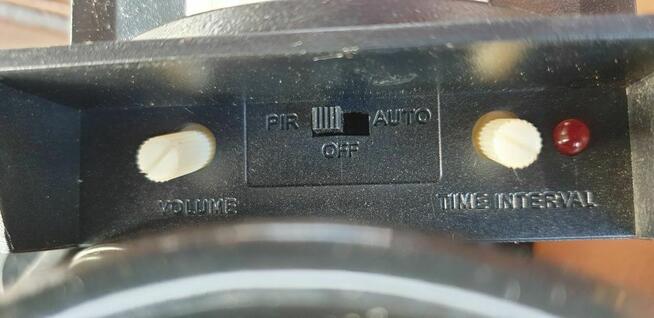 PIR AUTO
OFF
VOLUME
TIME INTERVAL